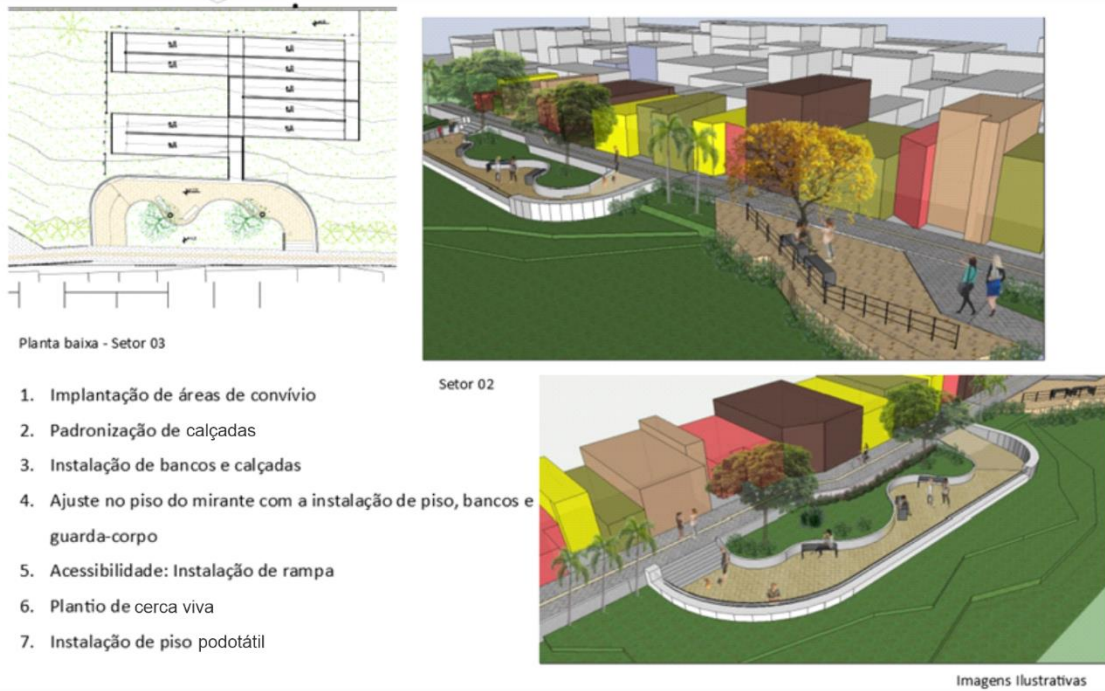 Planta baixa - Setor 03
Setor 02
1. Implantação de áreas de convívio
2. Padronização de calçadas
3. Instalação de bancos e calçadas
4. Ajuste no piso do mirante com a instalação de piso, bancos e
guarda-corpo
5. Acessibilidade: Instalação de rampa
6. Plantio de cerca viva
7. Instalação de piso podotátil
Imagens Ilustrativas